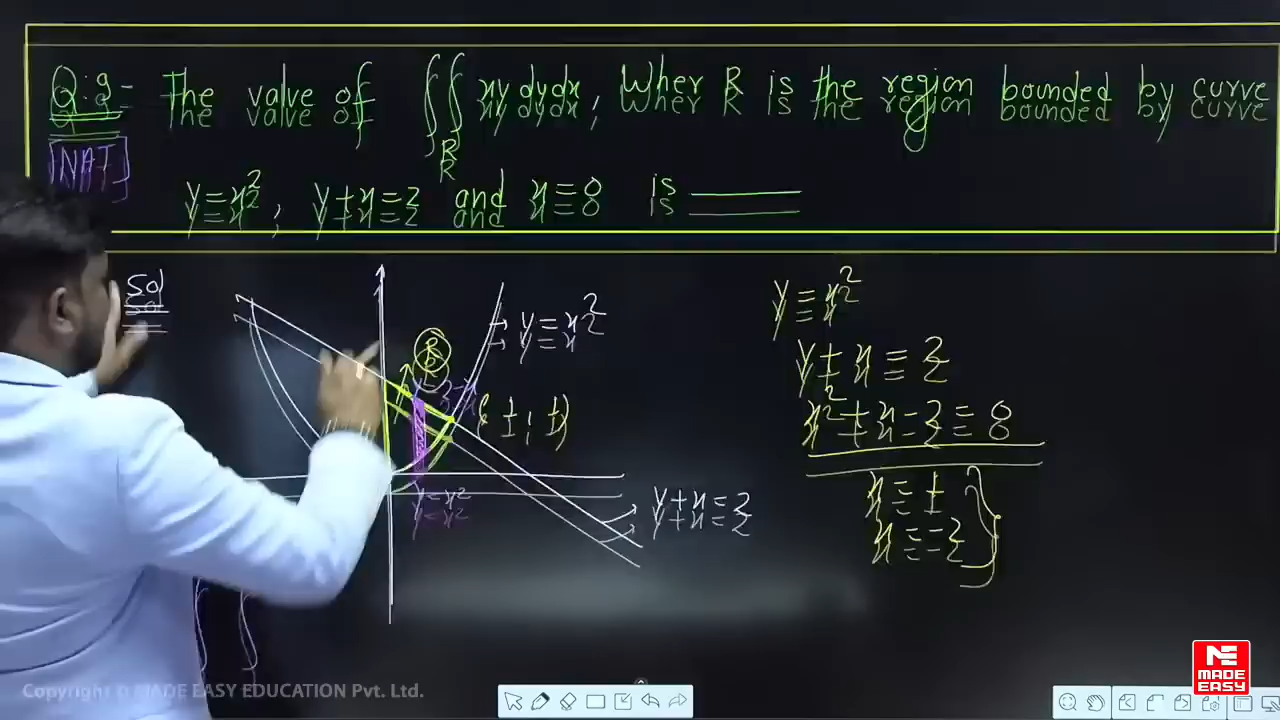 Q.9- The value of ∬ xy dy dx, Wher R is the region bounded by curve
R
NAT
y=x², y+x=2 and x=0 is ______
Sol
y=x²
R
(1,1)
y=x²
y+x=2
y=x²
y+x=2
x²+x-2=0
x=1
x=-2
MADE EASY
Copyright © MADE EASY EDUCATION Pvt. Ltd.